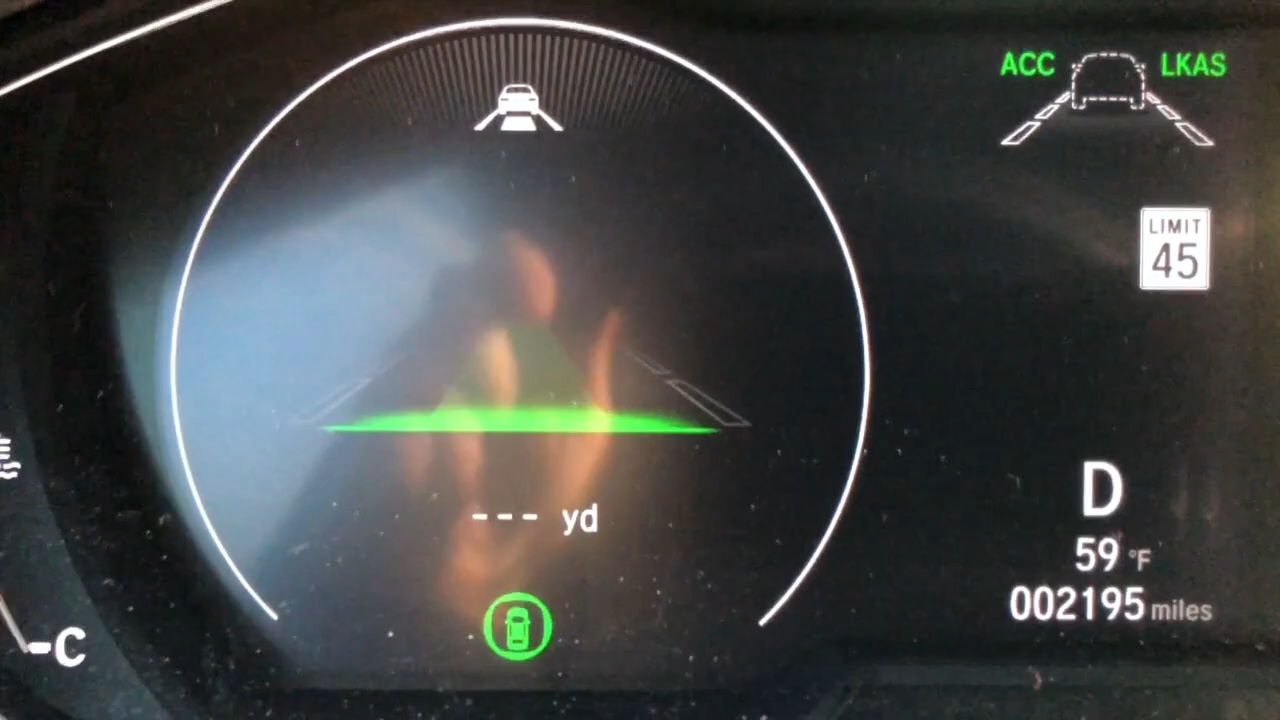 ACC LKAS
LIMIT
45
--- yd
D
59 °F
002195 miles
C